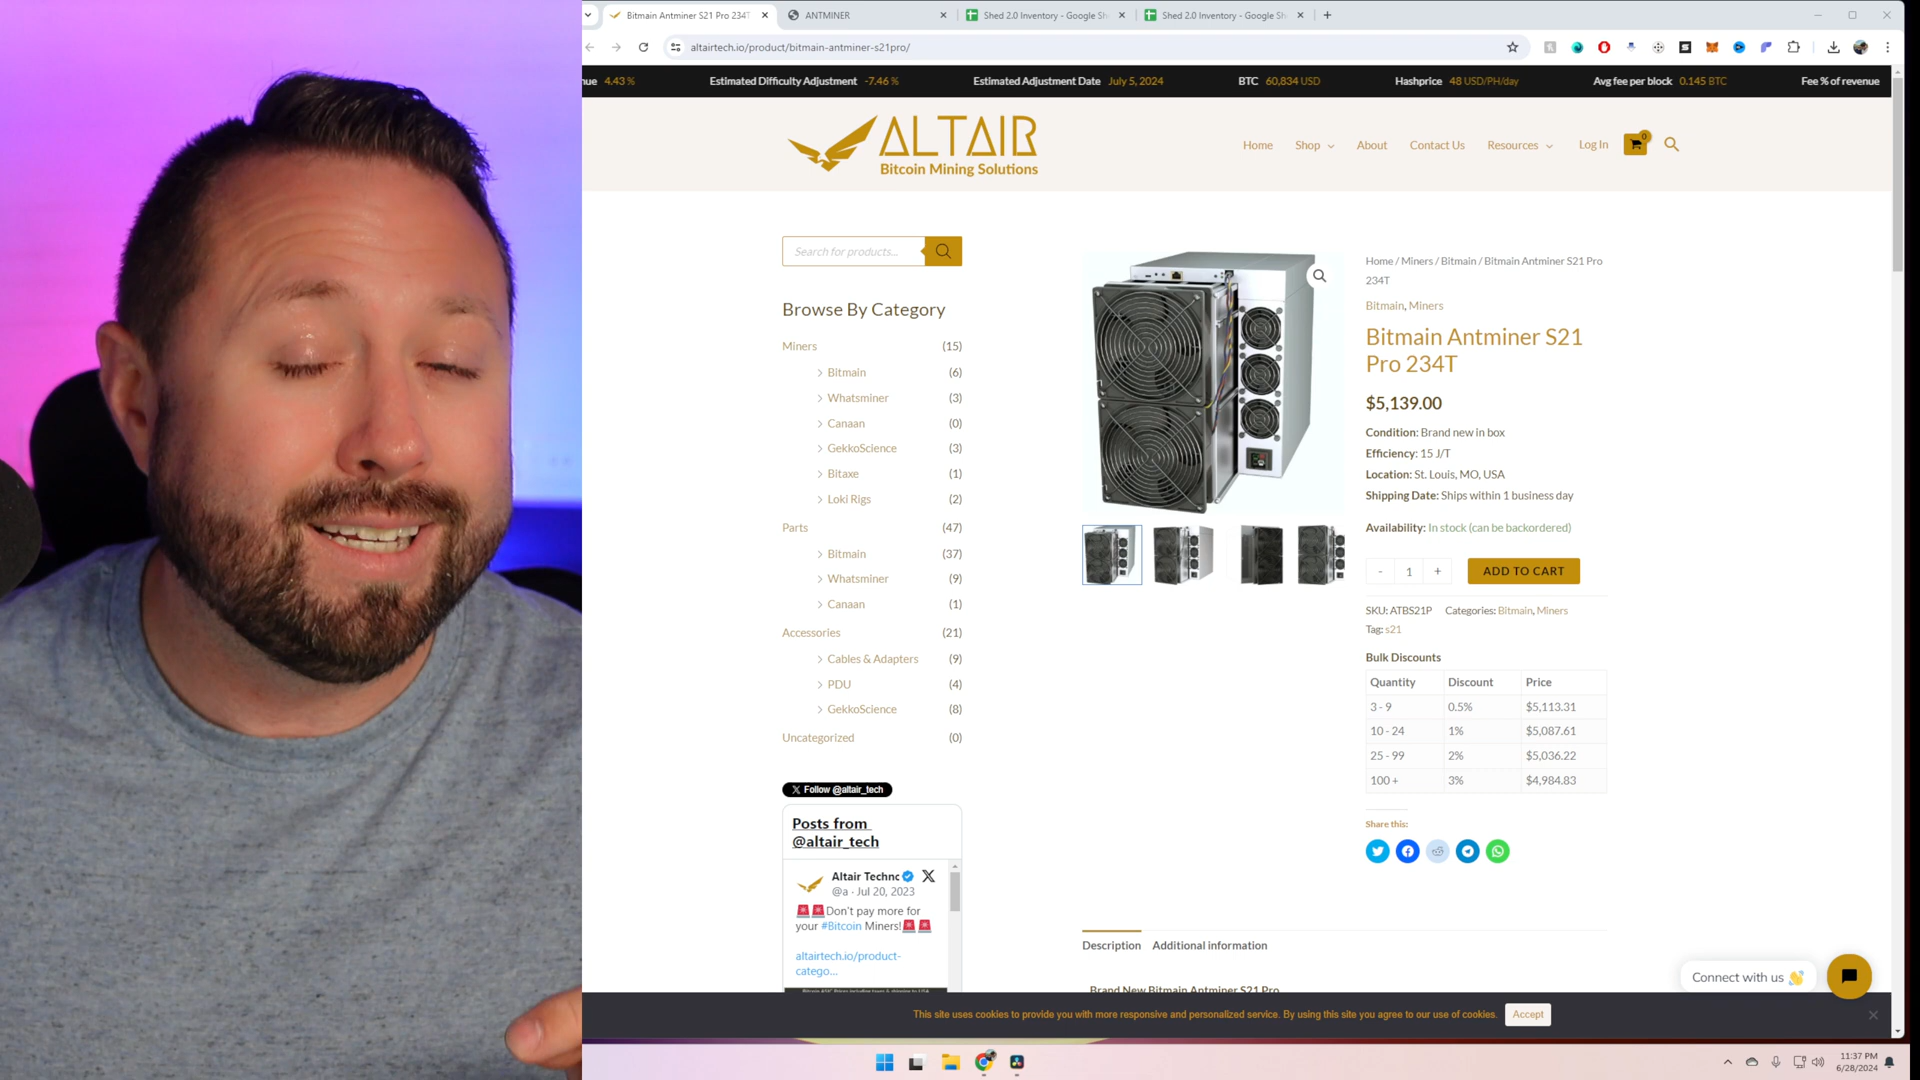 Bitmain Antminer S21 Pro 234T
ANTMINER
Shed 2.0 Inventory - Google Sh
Shed 2.0 Inventory - Google Sh
altairtech.io/product/bitmain-antminer-s21pro/
nue 4.43 %
Estimated Difficulty Adjustment -7.46 %
Estimated Adjustment Date July 5, 2024
BTC 60,834 USD
Hashprice 48 USD/PH/day
Avg fee per block 0.145 BTC
Fee % of revenue
ALTAIR
Bitcoin Mining Solutions
Home
Shop
About
Contact Us
Resources
Log In
0
Search for products...
Browse By Category
Miners (15)
Bitmain (6)
Whatsminer (3)
Canaan (0)
GekkoScience (3)
Bitaxe (1)
Loki Rigs (2)
Parts (47)
Bitmain (37)
Whatsminer (9)
Canaan (1)
Accessories (21)
Cables & Adapters (9)
PDU (4)
GekkoScience (8)
Uncategorized (0)
Follow @altair_tech
Posts from
@altair_tech
Altair Techno
@a · Jul 20, 2023
🚨🚨Don't pay more for
your #Bitcoin Miners!🚨🚨
altairtech.io/product-
catego...
Home / Miners / Bitmain / Bitmain Antminer S21 Pro
234T
Bitmain, Miners
Bitmain Antminer S21
Pro 234T
$5,139.00
Condition: Brand new in box
Efficiency: 15 J/T
Location: St. Louis, MO, USA
Shipping Date: Ships within 1 business day
Availability: In stock (can be backordered)
- 1 +
ADD TO CART
SKU: ATBS21P Categories: Bitmain, Miners
Tag: s21
Bulk Discounts
Quantity Discount Price
3 - 9 0.5% $5,113.31
10 - 24 1% $5,087.61
25 - 99 2% $5,036.22
100 + 3% $4,984.83
Share this:
Description
Additional information
Brand New Bitmain Antminer S21 Pro
Connect with us 👋
This site uses cookies to provide you with more responsive and personalized service. By using this site you agree to our use of cookies.
Accept
11:37 PM
6/28/2024